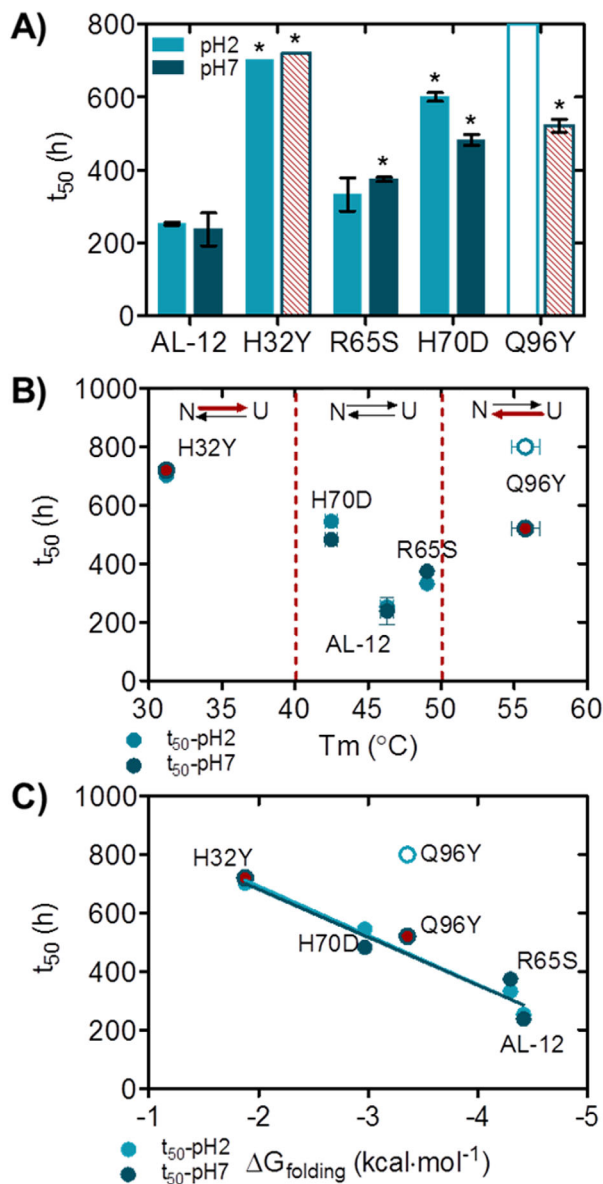 A)
pH2
pH7
t50 (h)
800
600
400
200
0
* * * * * *
AL-12 H32Y R65S H70D Q96Y
B)
t50 (h)
1000
800
600
400
200
0
N U N U N U
H32Y
H70D
R65S
AL-12
Q96Y
30 40 50 60
Tm (°C)
t50-pH2
t50-pH7
C)
t50 (h)
1000
800
600
400
200
0
H32Y
Q96Y
Q96Y
H70D
R65S
AL-12
-1 -2 -3 -4 -5
ΔGfolding (kcal·mol-1)
t50-pH2
t50-pH7